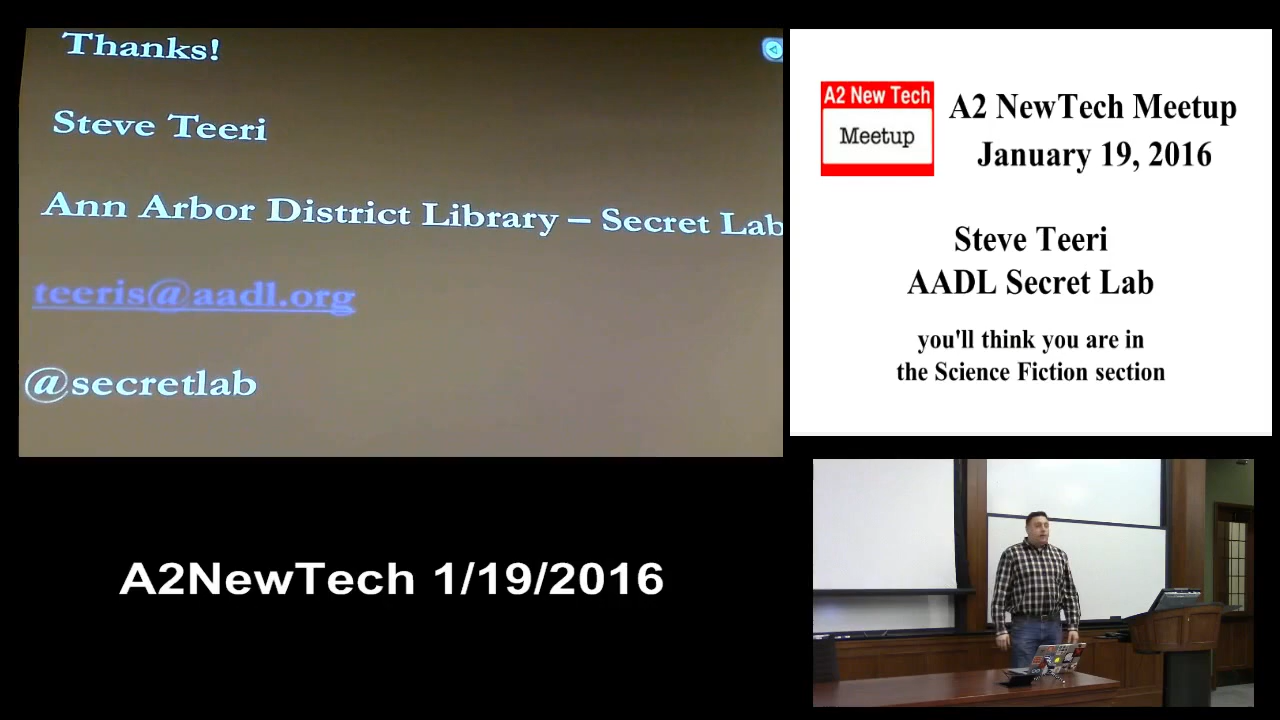 Thanks!
Steve Teeri
Ann Arbor District Library – Secret Lab
teeris@aadl.org
@secretlab
A2 New Tech
Meetup
A2 NewTech Meetup
January 19, 2016
Steve Teeri
AADL Secret Lab
you'll think you are in
the Science Fiction section
A2NewTech 1/19/2016